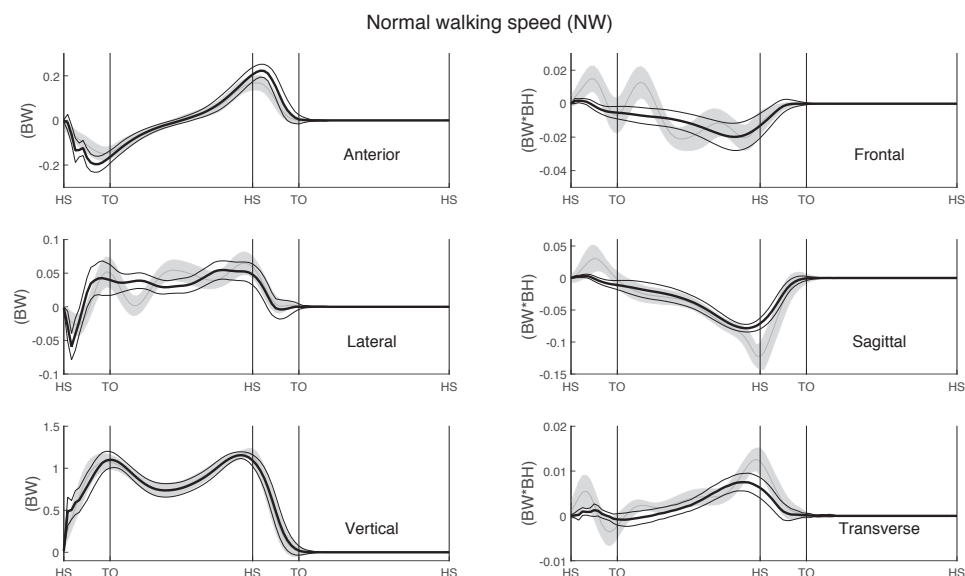 Normal walking speed (NW)
0.2
0
-0.2
(BW)
Anterior
HS TO HS TO HS
0.02
0
-0.02
-0.04
(BW*BH)
Frontal
HS TO HS TO HS
0.1
0.05
0
-0.05
-0.1
(BW)
Lateral
HS TO HS TO HS
0.05
0
-0.05
-0.1
-0.15
(BW*BH)
Sagittal
HS TO HS TO HS
1.5
1
0.5
0
(BW)
Vertical
HS TO HS TO HS
0.02
0.01
0
-0.01
(BW*BH)
Transverse
HS TO HS TO HS